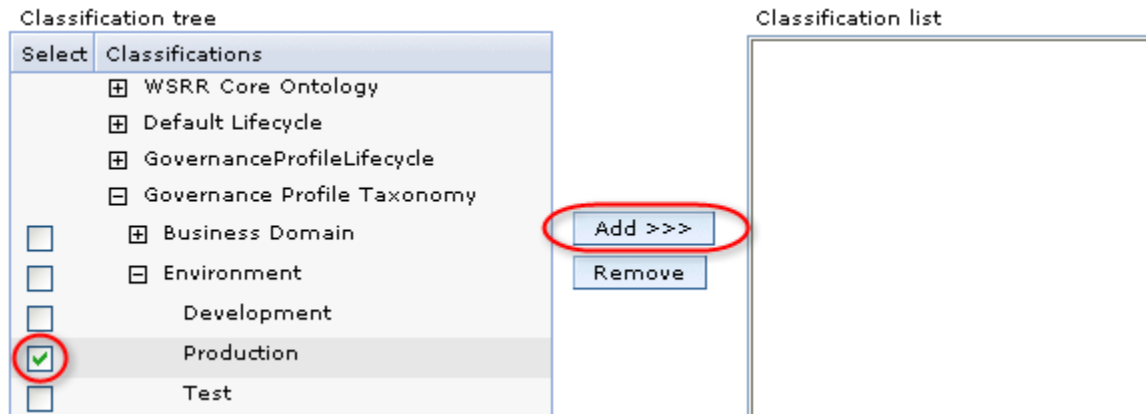 Classification tree
Classification list
Select Classifications
WSRR Core Ontology
Default Lifecycle
GovernanceProfileLifecycle
Governance Profile Taxonomy
Business Domain
Add >>>
Environment
Remove
Development
Production
Test